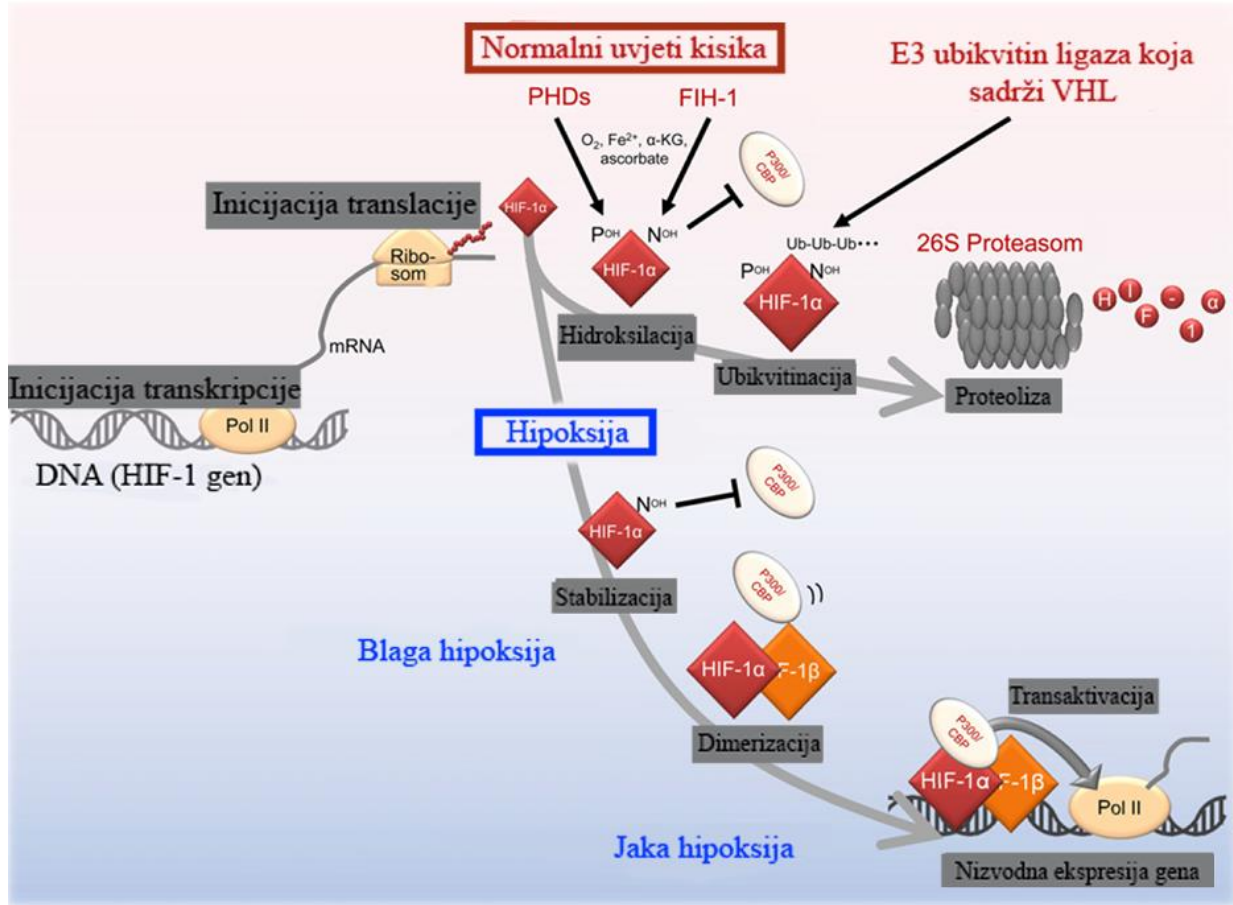 Normalni uvjeti kisika
E3 ubikvitin ligaza koja
sadrži VHL
PHDs
FIH-1
O₂, Fe²⁺, α-KG,
ascorbate
P300/
CBP
Inicijacija translacije
HIF-1α
Ribo-
som
Pᴼᴴ
Nᴼᴴ
HIF-1α
Ub-Ub-Ub•••
Pᴼᴴ
Nᴼᴴ
HIF-1α
26S Proteasom
H I F - 1 α
mRNA
Hidroksilacija
Ubikvitinacija
Proteoliza
Inicijacija transkripcije
Pol II
DNA (HIF-1 gen)
Hipoksija
Nᴼᴴ
HIF-1α
P300/
CBP
Stabilizacija
P300/
CBP
Blaga hipoksija
HIF-1α
F-1β
Dimerizacija
Transaktivacija
P300/
CBP
HIF-1α
F-1β
Pol II
Jaka hipoksija
Nizvodna ekspresija gena